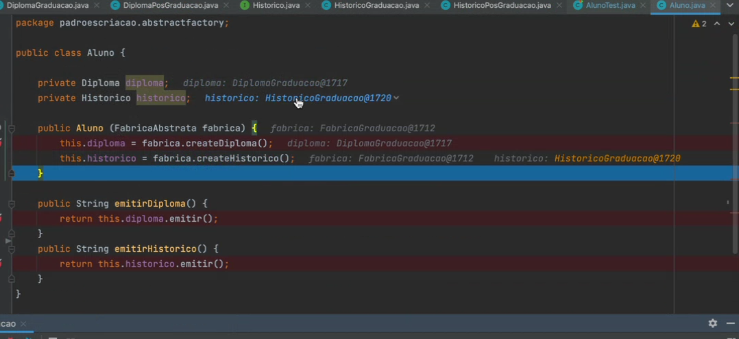 DiplomaGraduacao.java × DiplomaPosGraduacao.java × Historico.java × HistoricoGraduacao.java × HistoricoPosGraduacao.java × AlunoTest.java × Aluno.java ×
package padroescriacao.abstractfactory;
2
public class Aluno {
private Diploma diploma; diploma: DiplomaGraduacao@1717
private Historico historico; historico: HistoricoGraduacao@1720
public Aluno (FabricaAbstrata fabrica) { fabrica: FabricaGraduacao@1712
this.diploma = fabrica.createDiploma(); diploma: DiplomaGraduacao@1717
this.historico = fabrica.createHistorico(); fabrica: FabricaGraduacao@1712 historico: HistoricoGraduacao@1720
}
public String emitirDiploma() {
return this.diploma.emitir();
}
public String emitirHistorico() {
return this.historico.emitir();
}
}
cao ×